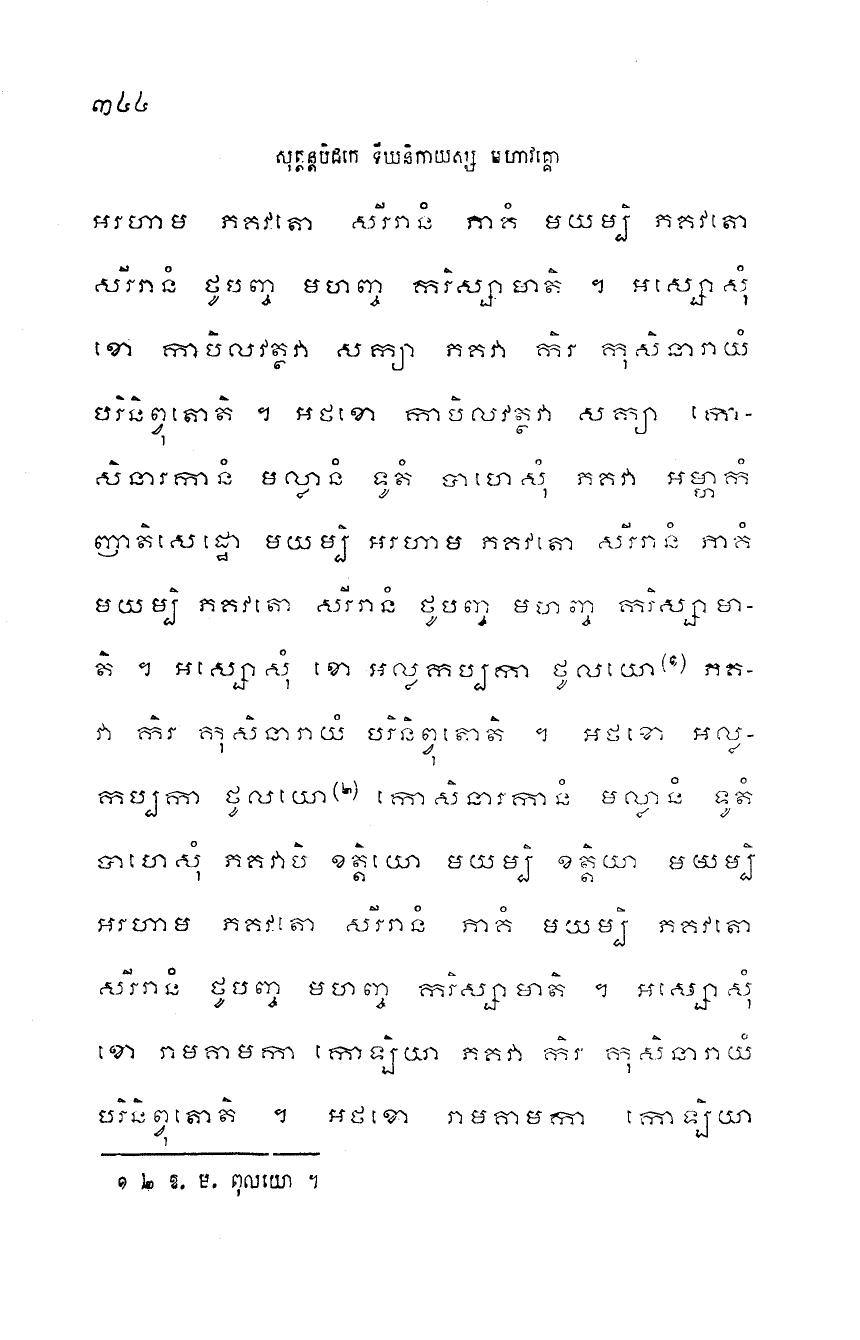 ៣៤៤
សុត្តន្តបិដកេ ទីឃនិកាយស្ស មហាវគ្គោ
អរហាម ភគវតោ សរីរានំ ភាគំ មយម្បិ ភគវតោ
សរីរានំ ថូបញ្ច មហញ្ច ករិស្សាមាតិ ។ អស្សោសុំ
ខោ កាបិលវត្ថវា សក្យា ភគវា កិរ កុសិនារាយំ
បរិនិព្វុតោតិ ។ អថខោ កាបិលវត្ថវា សក្យា កោ-
សិនារកានំ មល្លានំ ទូតំ បាហេសុំ ភគវា អម្ហាកំ
ញាតិសេដ្ឋោ មយម្បិ អរហាម ភគវតោ សរីរានំ ភាគំ
មយម្បិ ភគវតោ សរីរានំ ថូបញ្ច មហញ្ច ករិស្សាមា-
តិ ។ អស្សោសុំ ខោ អល្លកប្បកា ថូលយោ(១) ភគ-
វា កិរ កុសិនារាយំ បរិនិព្វុតោតិ ។ អថខោ អល្ល-
កប្បកា ថូលយោ(២) កោសិនារកានំ មល្លានំ ទូតំ
បាហេសុំ ភគវាបិ ខត្តិយោ មយម្បិ ខត្តិយា មយម្បិ
អរហាម ភគវតោ សរីរានំ ភាគំ មយម្បិ ភគវតោ
សរីរានំ ថូបញ្ច មហញ្ច ករិស្សាមាតិ ។ អស្សោសុំ
ខោ រាមគាមកា កោឡិយា ភគវា កិរ កុសិនារាយំ
បរិនិព្វុតោតិ ។ អថខោ រាមគាមកា កោឡិយា
១ ២ ឱ. ម. ពុលយោ ។